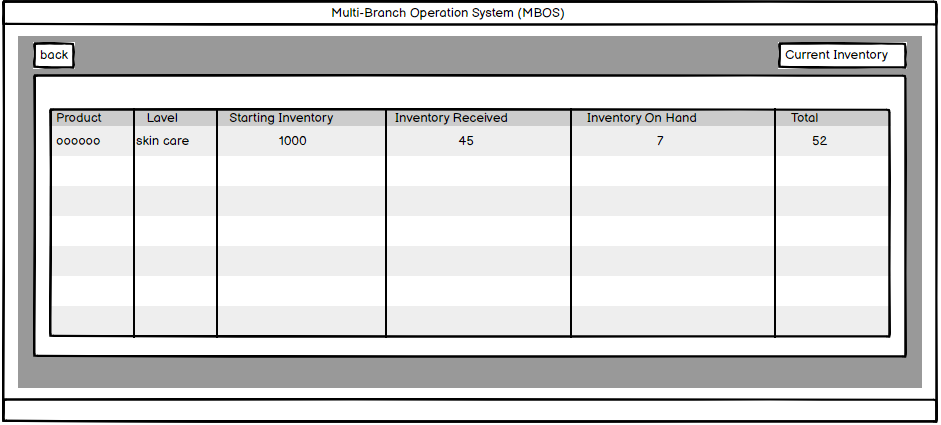 Multi-Branch Operation System (MBOS)
back
Current Inventory
Product Lavel Starting Inventory Inventory Received Inventory On Hand Total
oooooo skin care 1000 45 7 52